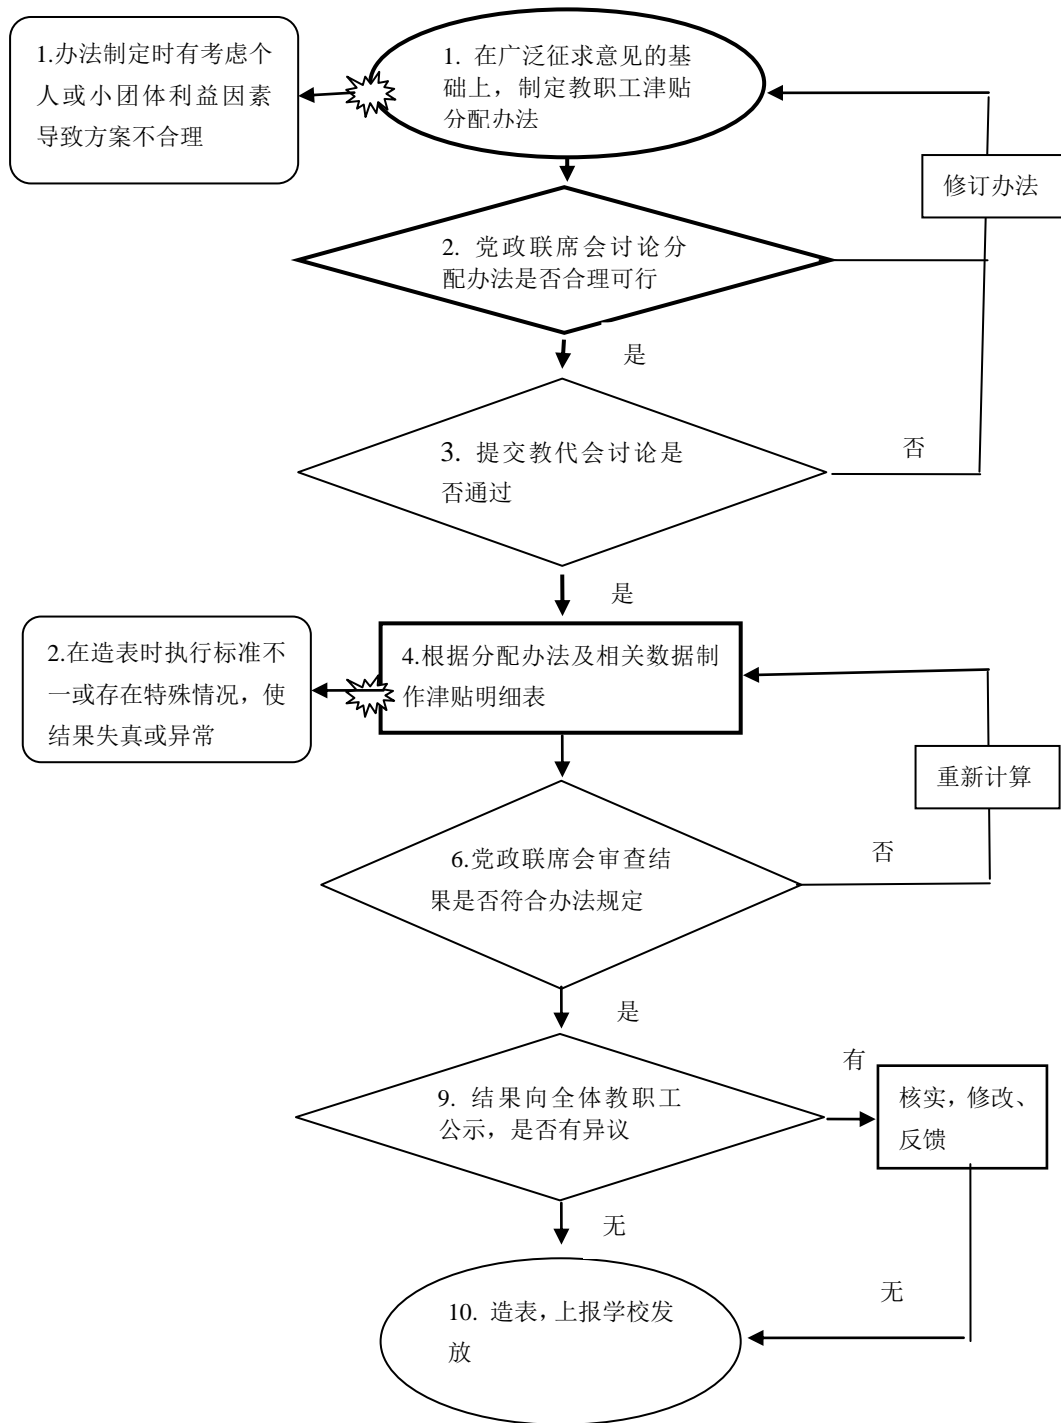 1.办法制定时有考虑个
人或小团体利益因素
导致方案不合理
1. 在广泛征求意见的基
础上，制定教职工津贴
分配办法
修订办法
2. 党政联席会讨论分
配办法是否合理可行
是
3. 提交教代会讨论是
否通过
否
是
2.在造表时执行标准不
一或存在特殊情况，使
结果失真或异常
4.根据分配办法及相关数据制
作津贴明细表
重新计算
6.党政联席会审查结
果是否符合办法规定
否
是
9. 结果向全体教职工
公示，是否有异议
有
核实，修改、
反馈
无
无
10. 造表，上报学校发
放